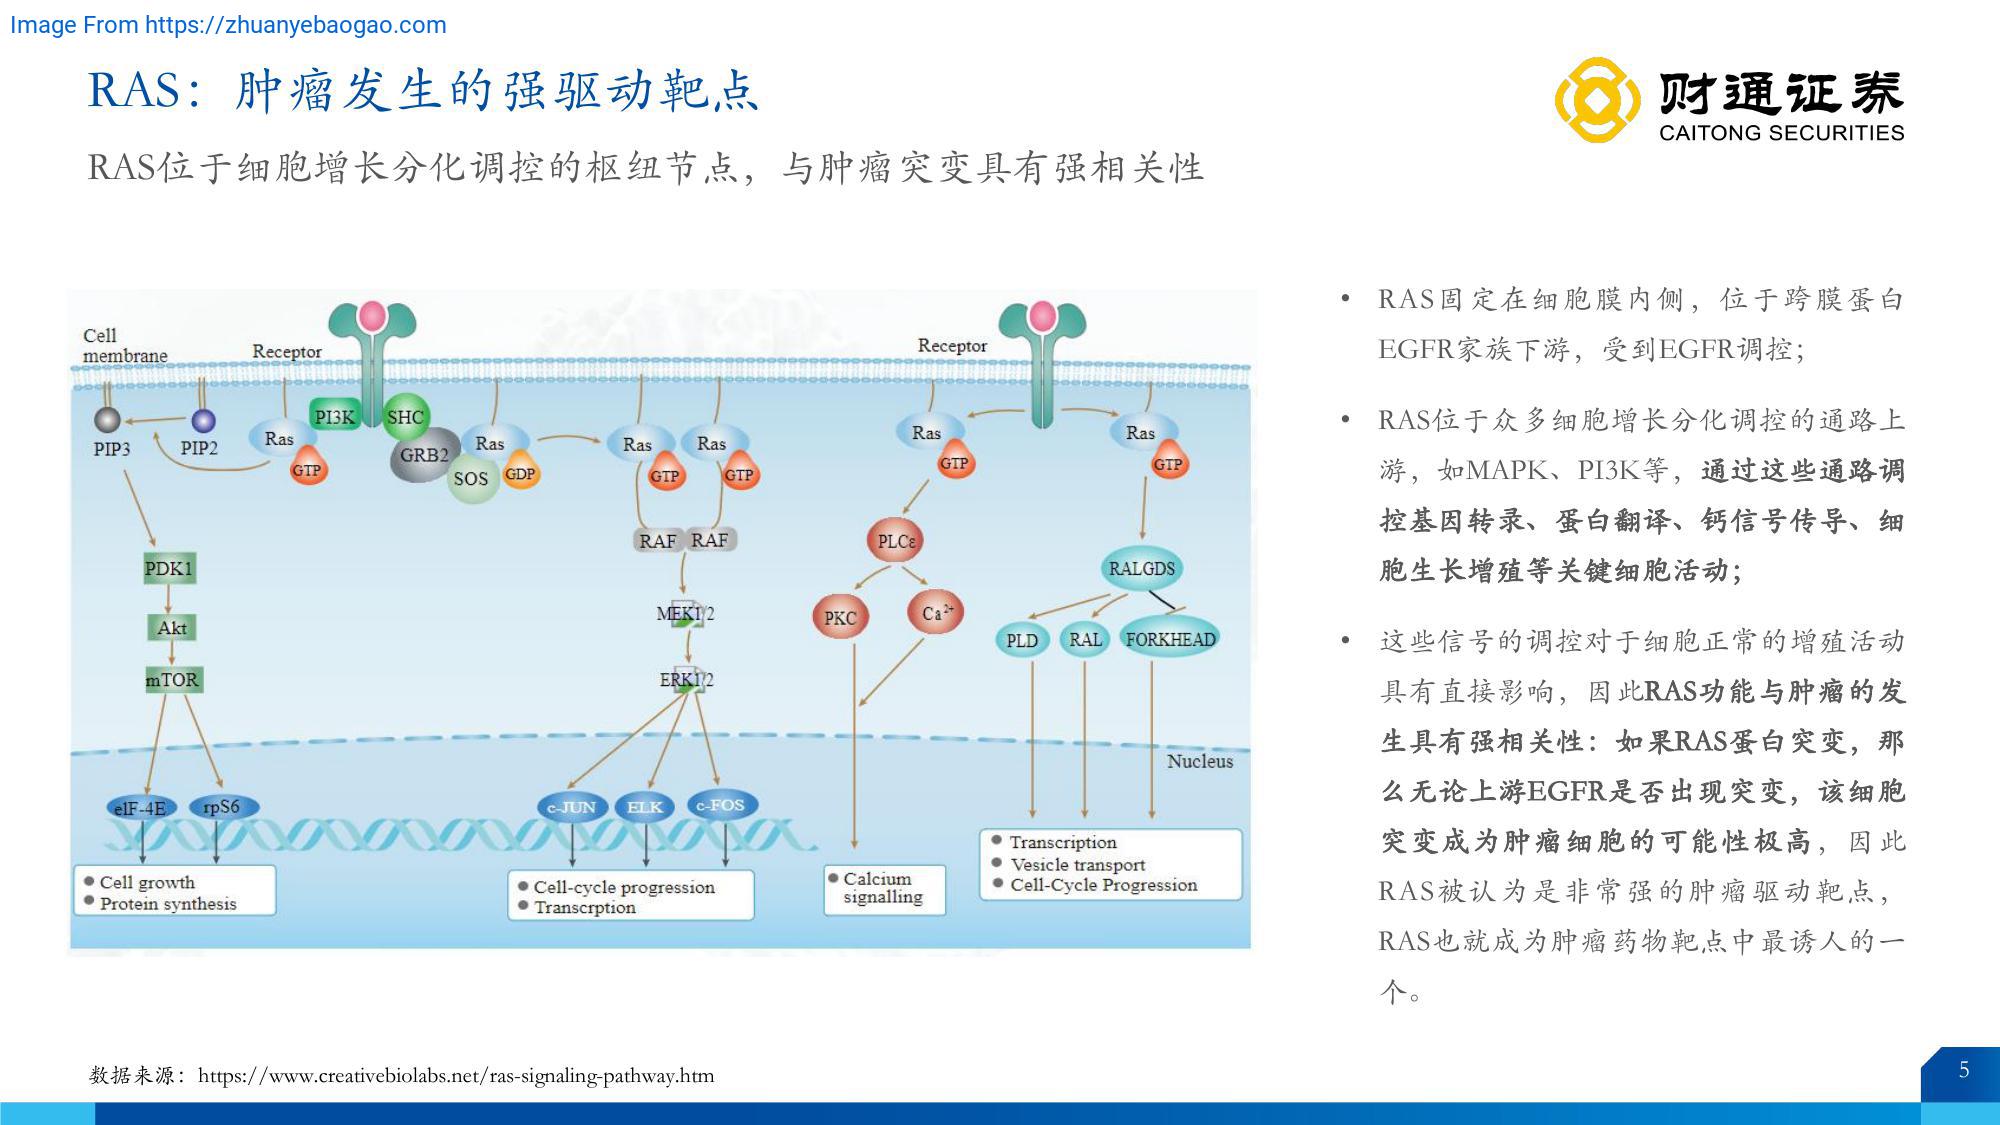 Image From https://zhuanyebaogao.com
RAS：肿瘤发生的强驱动靶点
财通证券
CAITONG SECURITIES
RAS位于细胞增长分化调控的枢纽节点，与肿瘤突变具有强相关性
Cell
membrane
Receptor
Receptor
PIP3
PIP2
Ras
GTP
PI3K
SHC
GRB2
SOS
Ras
GDP
Ras
GTP
Ras
GTP
Ras
GTP
Ras
GTP
RAF
RAF
PLCε
RALGDS
PDK1
Akt
mTOR
MEK1/2
ERK1/2
PKC
Ca2+
PLD
RAL
FORKHEAD
Nucleus
elF-4E
rpS6
c-JUN
ELK
c-FOS
Cell growth
Protein synthesis
Cell-cycle progression
Transcrption
Calcium
signalling
Transcription
Vesicle transport
Cell-Cycle Progression
• RAS固定在细胞膜内侧，位于跨膜蛋白
EGFR家族下游，受到EGFR调控；
• RAS位于众多细胞增长分化调控的通路上
游，如MAPK、PI3K等，通过这些通路调
控基因转录、蛋白翻译、钙信号传导、细
胞生长增殖等关键细胞活动；
• 这些信号的调控对于细胞正常的增殖活动
具有直接影响，因此RAS功能与肿瘤的发
生具有强相关性：如果RAS蛋白突变，那
么无论上游EGFR是否出现突变，该细胞
突变成为肿瘤细胞的可能性极高，因此
RAS被认为是非常强的肿瘤驱动靶点，
RAS也就成为肿瘤药物靶点中最诱人的一
个。
数据来源：https://www.creativebiolabs.net/ras-signaling-pathway.htm
5